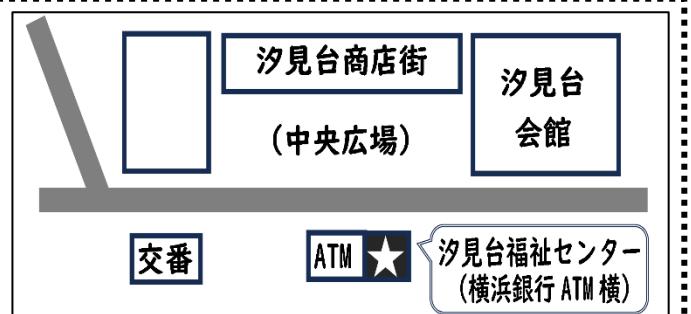 汐見台商店街
汐見台
会館
(中央広場)
交番
ATM
汐見台福祉センター
(横浜銀行 ATM 横)